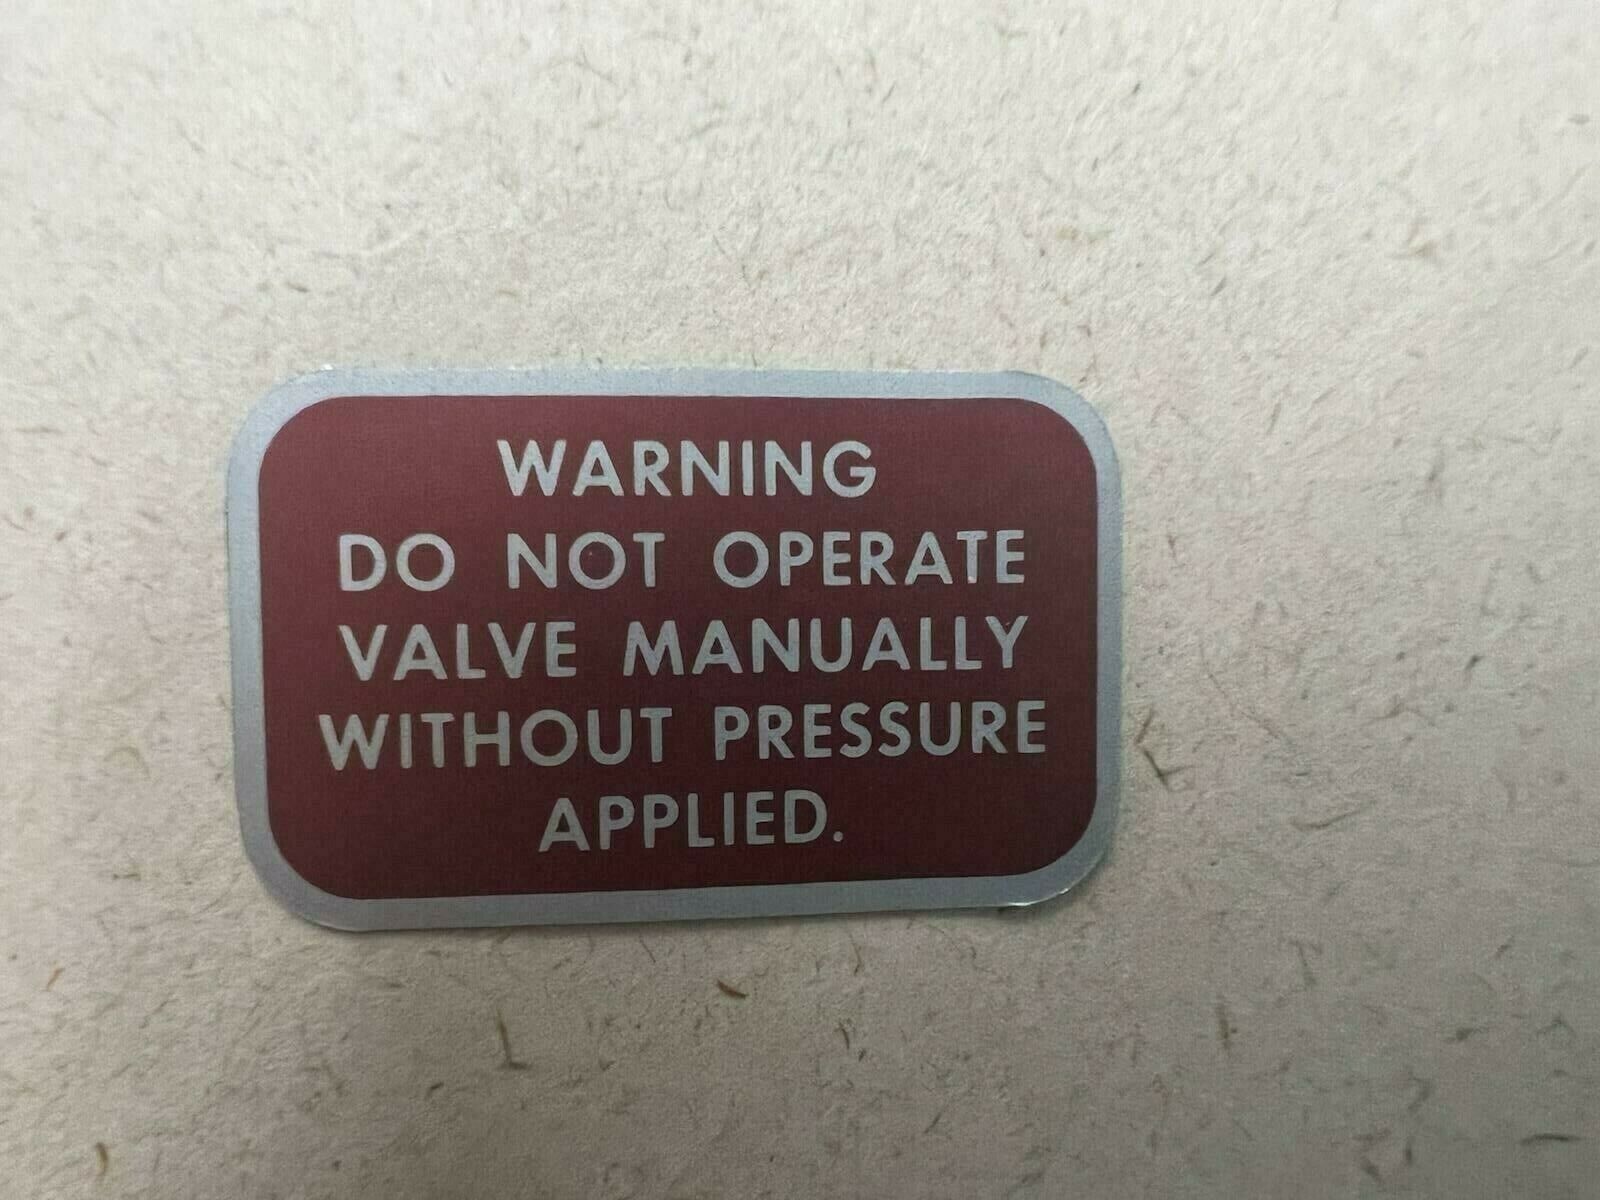 WARNING
DO NOT OPERATE
VALVE MANUALLY
WITHOUT PRESSURE
APPLIED.